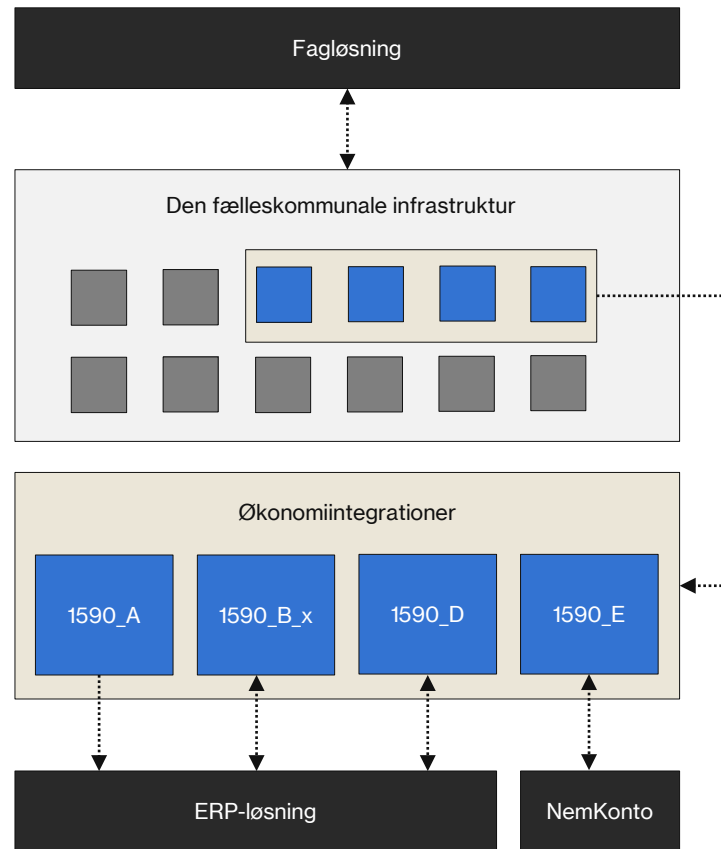 Fagløsning
Den fælleskommunale infrastruktur
Økonomiintegrationer
1590_A
1590_B_x
1590_D
1590_E
ERP-løsning
NemKonto